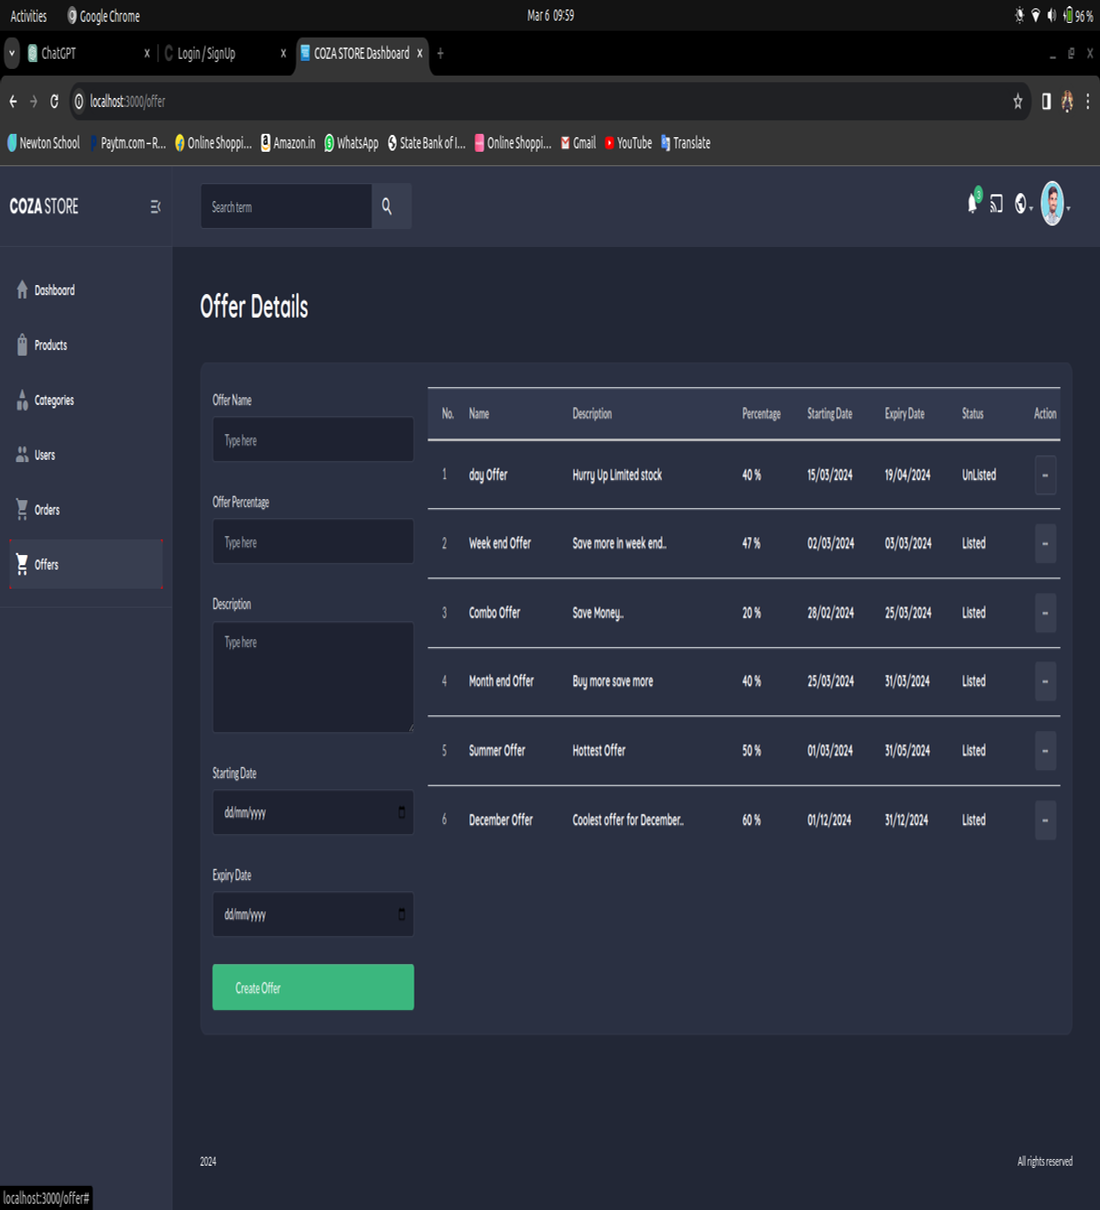 Activities Google Chrome Mar 6 09:59 96 %
ChatGPT Login / SignUp COZA STORE Dashboard
localhost:3000/offer
Newton School Paytm.com – R... Online Shoppi... Amazon.in WhatsApp State Bank of I... Online Shoppi... Gmail YouTube Translate
COZA STORE
Search term
Dashboard
Products
Categories
Users
Orders
Offers
Offer Details
Offer Name
Type here
Offer Percentage
Type here
Description
Type here
Starting Date
dd/mm/yyyy
Expiry Date
dd/mm/yyyy
Create Offer
No. Name Description Percentage Starting Date Expiry Date Status Action
1 day Offer Hurry Up Limited stock 40 % 15/03/2024 19/04/2024 UnListed
2 Week end Offer Save more in week end.. 47 % 02/03/2024 03/03/2024 Listed
3 Combo Offer Save Money.. 20 % 28/02/2024 25/03/2024 Listed
4 Month end Offer Buy more save more 40 % 25/03/2024 31/03/2024 Listed
5 Summer Offer Hottest Offer 50 % 01/03/2024 31/05/2024 Listed
6 December Offer Coolest offer for December.. 60 % 01/12/2024 31/12/2024 Listed
2024 All rights reserved
localhost:3000/offer#